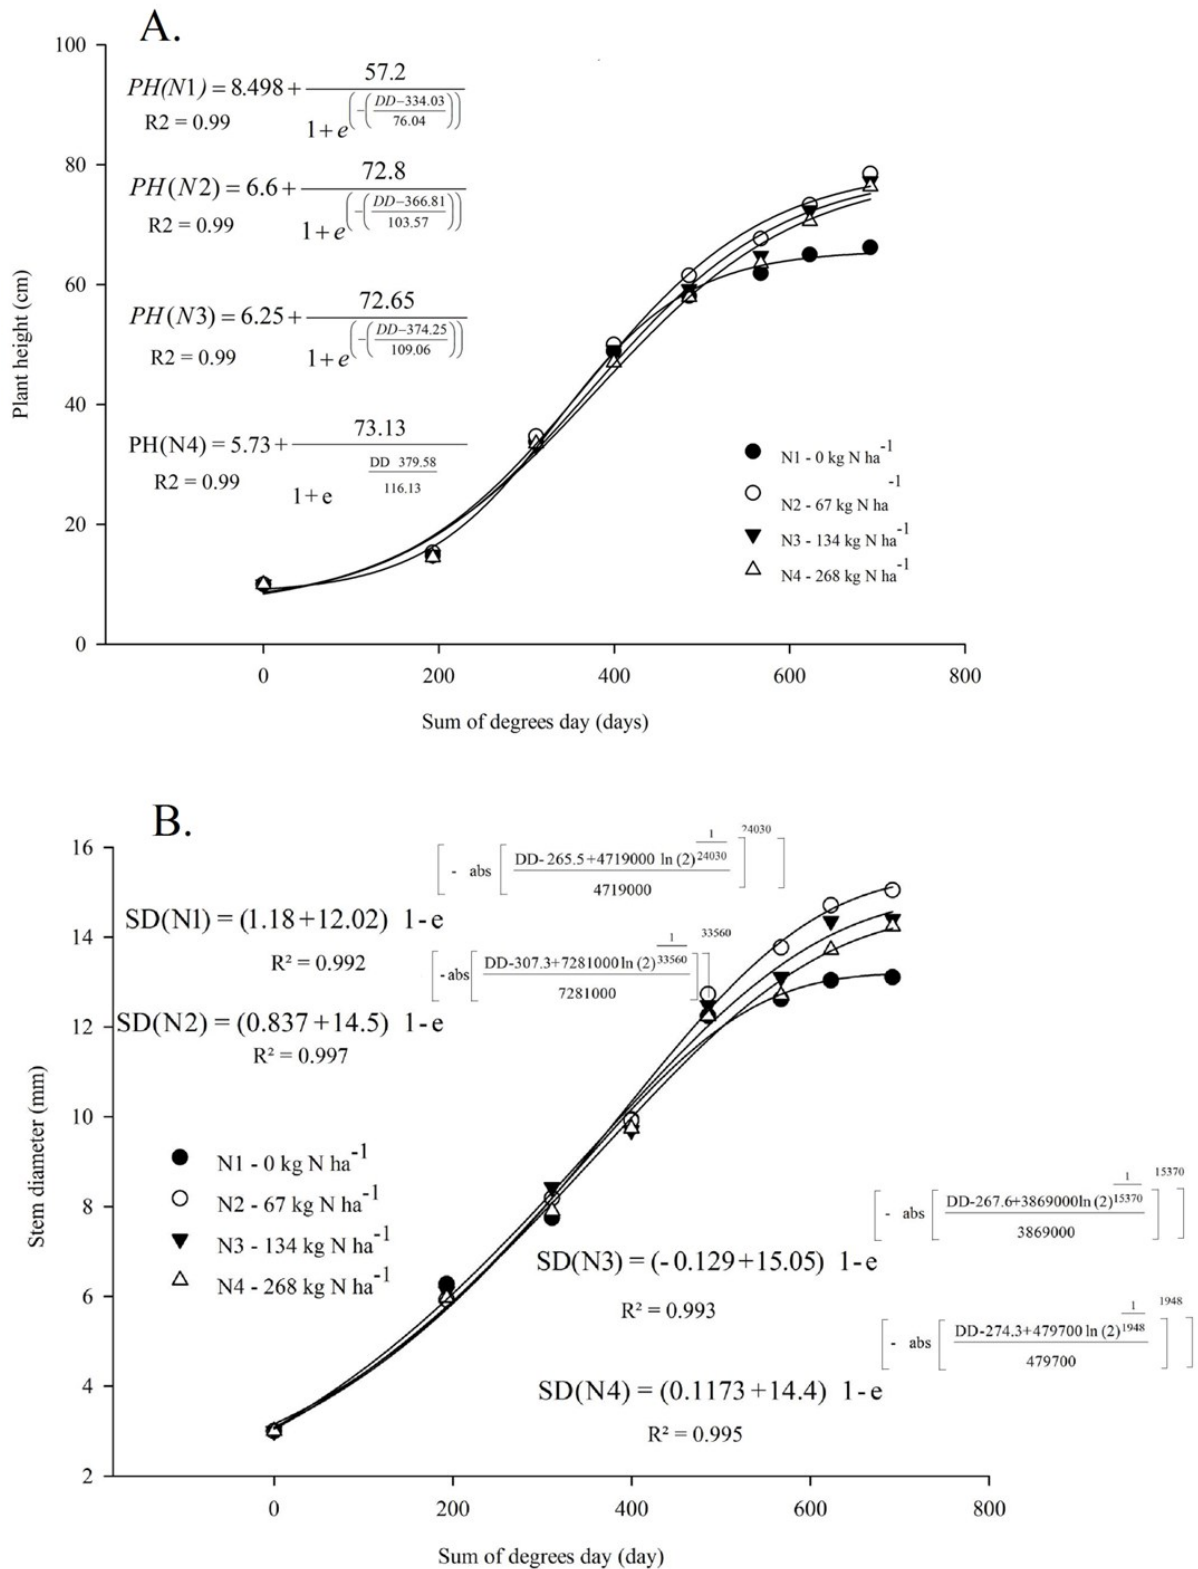 A.
100
80
60
40
20
0
Plant height (cm)
PH(N1) = 8.498 + 57.2 / 1 + e^(-(DD-334.03 / 76.04))
R2 = 0.99
PH(N2) = 6.6 + 72.8 / 1 + e^(-(DD-366.81 / 103.57))
R2 = 0.99
PH(N3) = 6.25 + 72.65 / 1 + e^(-(DD-374.25 / 109.06))
R2 = 0.99
PH(N4) = 5.73 + 73.13 / 1 + e DD 379.58 / 116.13
R2 = 0.99
N1 - 0 kg N ha-1
N2 - 67 kg N ha-1
N3 - 134 kg N ha-1
N4 - 268 kg N ha-1
0 200 400 600 800
Sum of degrees day (days)
B.
16
14
12
10
8
6
4
2
Stem diameter (mm)
SD(N1) = (1.18+12.02) 1-e [- abs [DD-265.5+4719000 ln (2)^(1/24030) / 4719000]^24030]
R² = 0.992
SD(N2) = (0.837+14.5) 1-e [-abs [DD-307.3+7281000 ln (2)^(1/33560) / 7281000]^33560]
R² = 0.997
N1 - 0 kg N ha-1
N2 - 67 kg N ha-1
N3 - 134 kg N ha-1
N4 - 268 kg N ha-1
SD(N3) = (-0.129+15.05) 1-e [- abs [DD-267.6+3869000ln (2)^(1/15370) / 3869000]^15370]
R² = 0.993
SD(N4) = (0.1173+14.4) 1-e [- abs [DD-274.3+479700 ln (2)^(1/1948) / 479700]^1948]
R² = 0.995
0 200 400 600 800
Sum of degrees day (day)